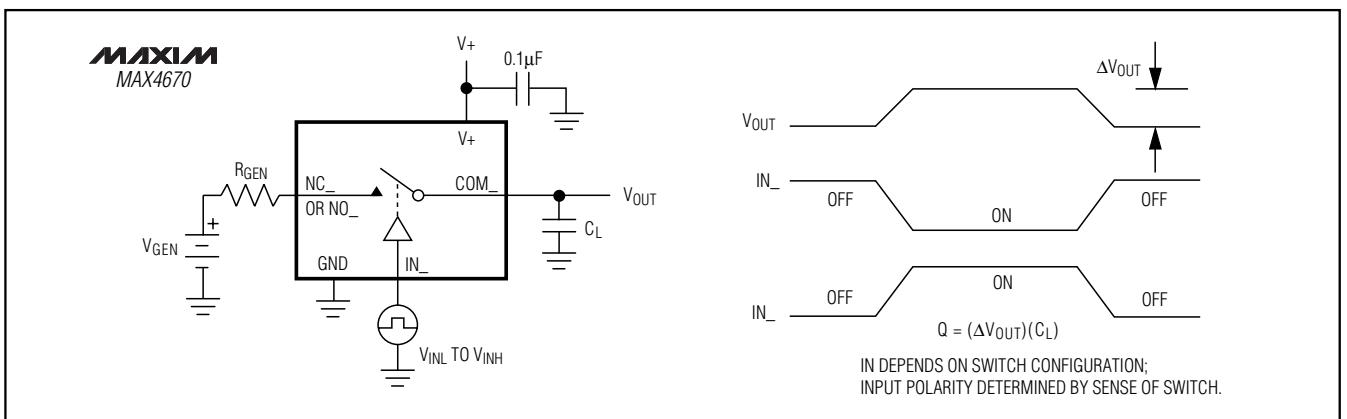 MAXIM
MAX4670
V+
0.1μF
V+
RGEN
NC_
OR NO_
COM_
VOUT
CL
VGEN
+
GND
IN_
VINL TO VINH
ΔVOUT
VOUT
IN_
OFF
ON
OFF
IN_
OFF
ON
OFF
Q = (ΔVOUT)(CL)
IN DEPENDS ON SWITCH CONFIGURATION;
INPUT POLARITY DETERMINED BY SENSE OF SWITCH.